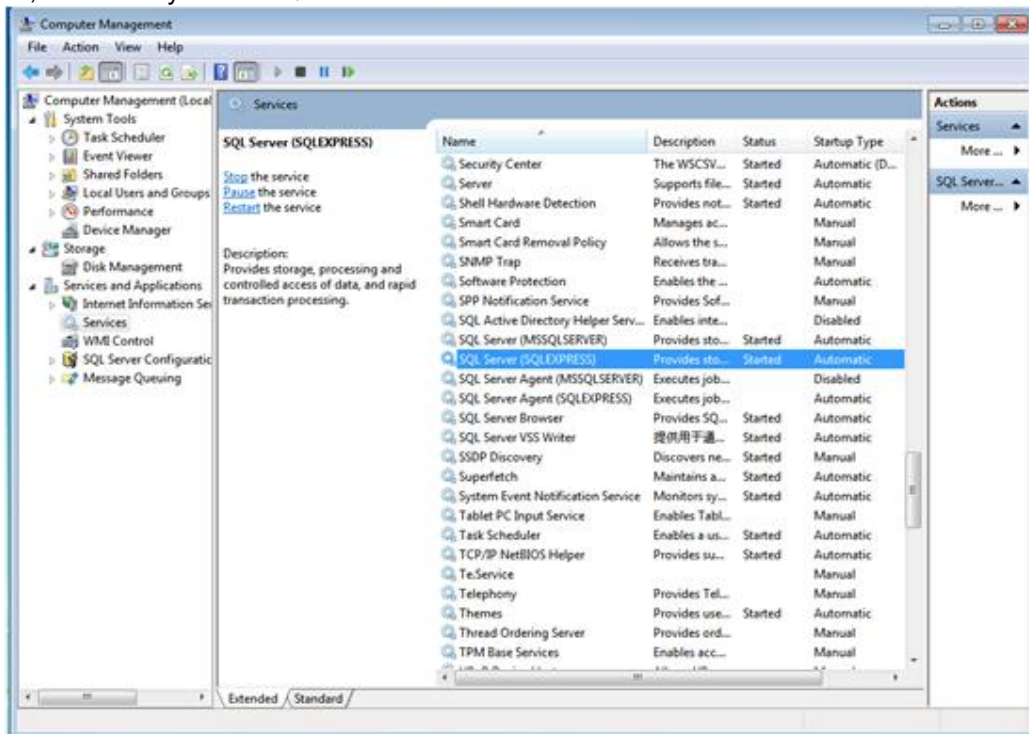 Computer Management
File Action View Help
Computer Management (Local
System Tools
Task Scheduler
Event Viewer
Shared Folders
Local Users and Groups
Performance
Device Manager
Storage
Disk Management
Services and Applications
Internet Information Ser
Services
WMI Control
SQL Server Configuratic
Message Queuing
Services
SQL Server (SQLEXPRESS)
Stop the service
Pause the service
Restart the service
Description:
Provides storage, processing and
controlled access of data, and rapid
transaction processing.
Name Description Status Startup Type
Security Center The WSCSV... Started Automatic (D...
Server Supports file... Started Automatic
Shell Hardware Detection Provides not... Started Automatic
Smart Card Manages ac... Manual
Smart Card Removal Policy Allows the s... Manual
SNMP Trap Receives tra... Manual
Software Protection Enables the ... Automatic
SPP Notification Service Provides Sof... Manual
SQL Active Directory Helper Serv... Enables inte... Disabled
SQL Server (MSSQLSERVER) Provides sto... Started Automatic
SQL Server (SQLEXPRESS) Provides sto... Started Automatic
SQL Server Agent (MSSQLSERVER) Executes job... Disabled
SQL Server Agent (SQLEXPRESS) Executes job... Automatic
SQL Server Browser Provides SQ... Started Automatic
SQL Server VSS Writer 提供用于通... Started Automatic
SSDP Discovery Discovers ne... Started Manual
Superfetch Maintains a... Started Automatic
System Event Notification Service Monitors sy... Started Automatic
Tablet PC Input Service Enables Tabl... Manual
Task Scheduler Enables a us... Started Automatic
TCP/IP NetBIOS Helper Provides su... Started Automatic
Te.Service Manual
Telephony Provides Tel... Manual
Themes Provides use... Started Automatic
Thread Ordering Server Provides ord... Manual
TPM Base Services Enables acc... Manual
Extended Standard
Actions
Services
More ...
SQL Server...
More ...